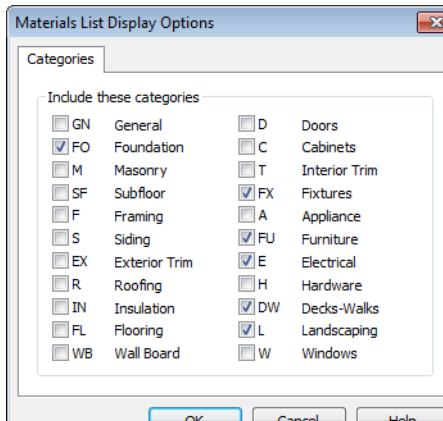 Materials List Display Options
Categories
Include these categories
GN General
FO Foundation
M Masonry
SF Subfloor
F Framing
S Siding
EX Exterior Trim
R Roofing
IN Insulation
FL Flooring
WB Wall Board
D Doors
C Cabinets
T Interior Trim
FX Fixtures
A Appliance
FU Furniture
E Electrical
H Hardware
DW Decks-Walks
L Landscaping
W Windows
OK Cancel Help